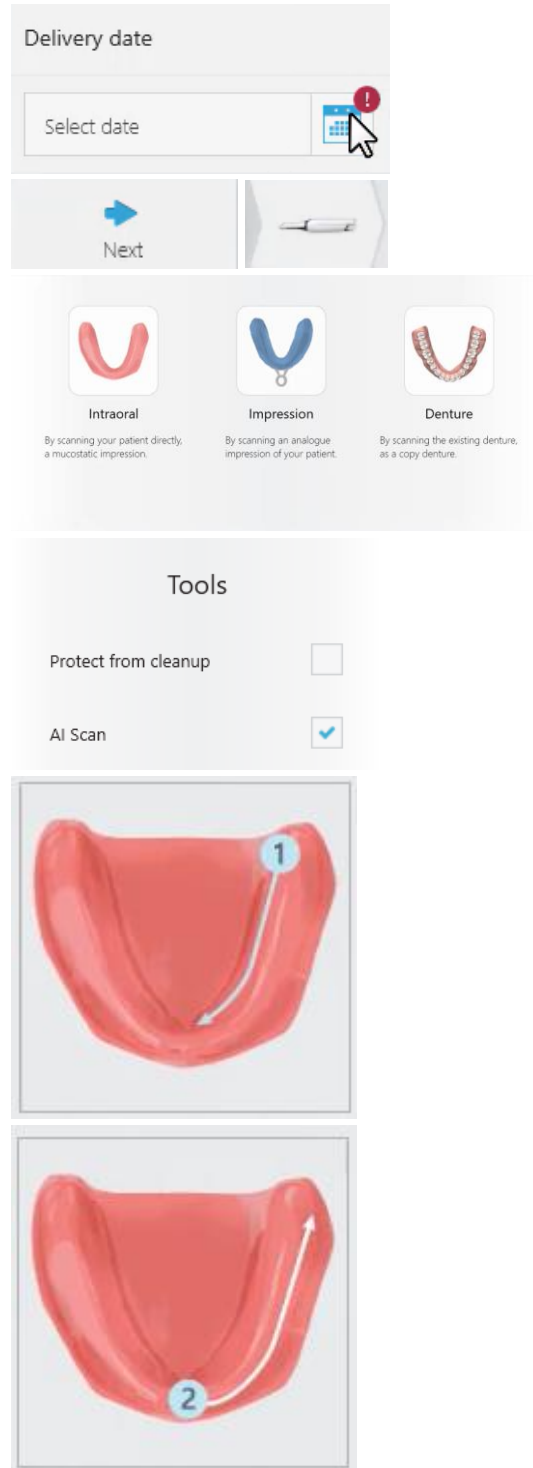 Delivery date
Select date
!
Next
Intraoral
By scanning your patient directly,
a mucostatic impression.
Impression
By scanning an analogue
impression of your patient.
Denture
By scanning the existing denture,
as a copy denture.
Tools
Protect from cleanup
AI Scan
1
2